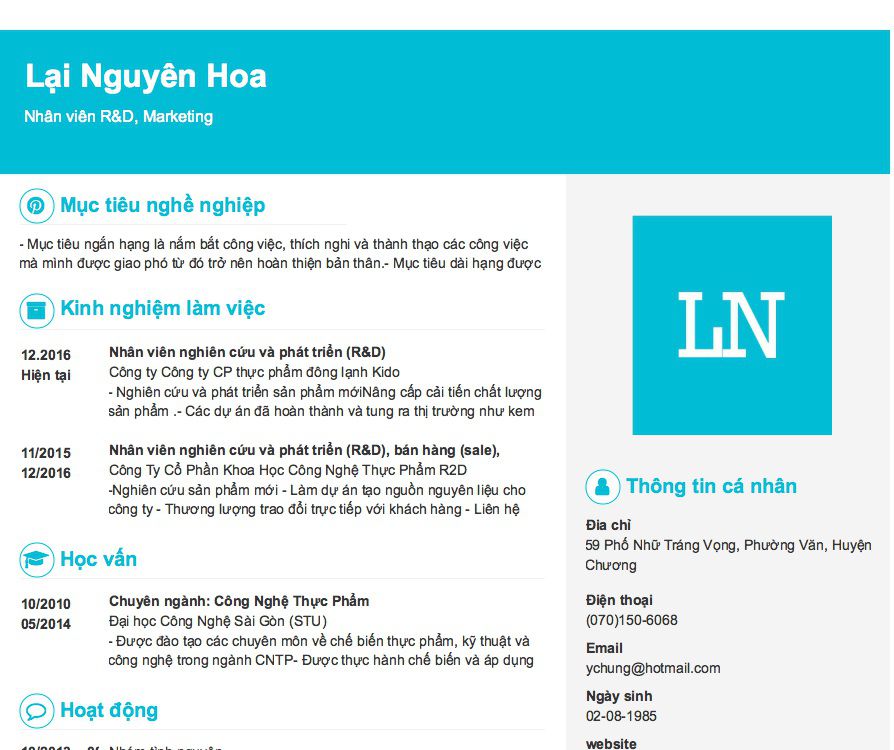 Lại Nguyên Hoa
Nhân viên R&D, Marketing
Mục tiêu nghề nghiệp
- Mục tiêu ngắn hạng là nắm bắt công việc, thích nghi và thành thạo các công việc
mà mình được giao phó từ đó trở nên hoàn thiện bản thân.- Mục tiêu dài hạng được
Kinh nghiệm làm việc
12.2016
Hiện tại
Nhân viên nghiên cứu và phát triển (R&D)
Công ty Công ty CP thực phẩm đông lạnh Kido
- Nghiên cứu và phát triển sản phẩm mớiNâng cấp cải tiến chất lượng
sản phẩm .- Các dự án đã hoàn thành và tung ra thị trường như kem
11/2015
12/2016
Nhân viên nghiên cứu và phát triển (R&D), bán hàng (sale),
Công Ty Cổ Phần Khoa Học Công Nghệ Thực Phẩm R2D
-Nghiên cứu sản phẩm mới - Làm dự án tạo nguồn nguyên liệu cho
công ty - Thương lượng trao đổi trực tiếp với khách hàng - Liên hệ
Học vấn
10/2010
05/2014
Chuyên ngành: Công Nghệ Thực Phẩm
Đại học Công Nghệ Sài Gòn (STU)
- Được đào tạo các chuyên môn về chế biến thực phẩm, kỹ thuật và
công nghệ trong ngành CNTP- Được thực hành chế biến và áp dụng
Hoạt động
10/2013
Nhóm tình nguyện
LN
Thông tin cá nhân
Địa chỉ
59 Phố Nhữ Tráng Vọng, Phường Văn, Huyện
Chương
Điện thoại
(070)150-6068
Email
ychung@hotmail.com
Ngày sinh
02-08-1985
website